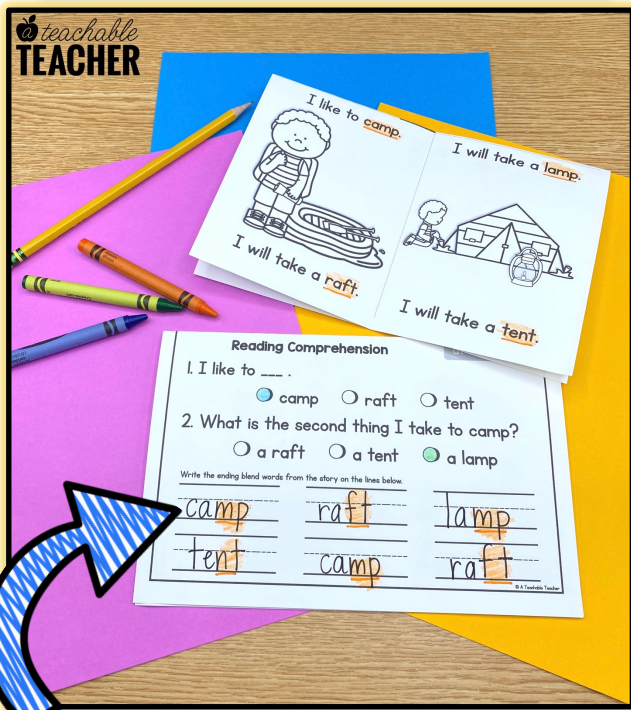 a teachable
TEACHER
I like to camp.
I will take a raft.
I will take a lamp.
I will take a tent.
Reading Comprehension
1. I like to ___ .
camp raft tent
2. What is the second thing I take to camp?
a raft a tent a lamp
Write the ending blend words from the story on the lines below.
camp raft lamp
tent camp raft
© A Teachable Teacher